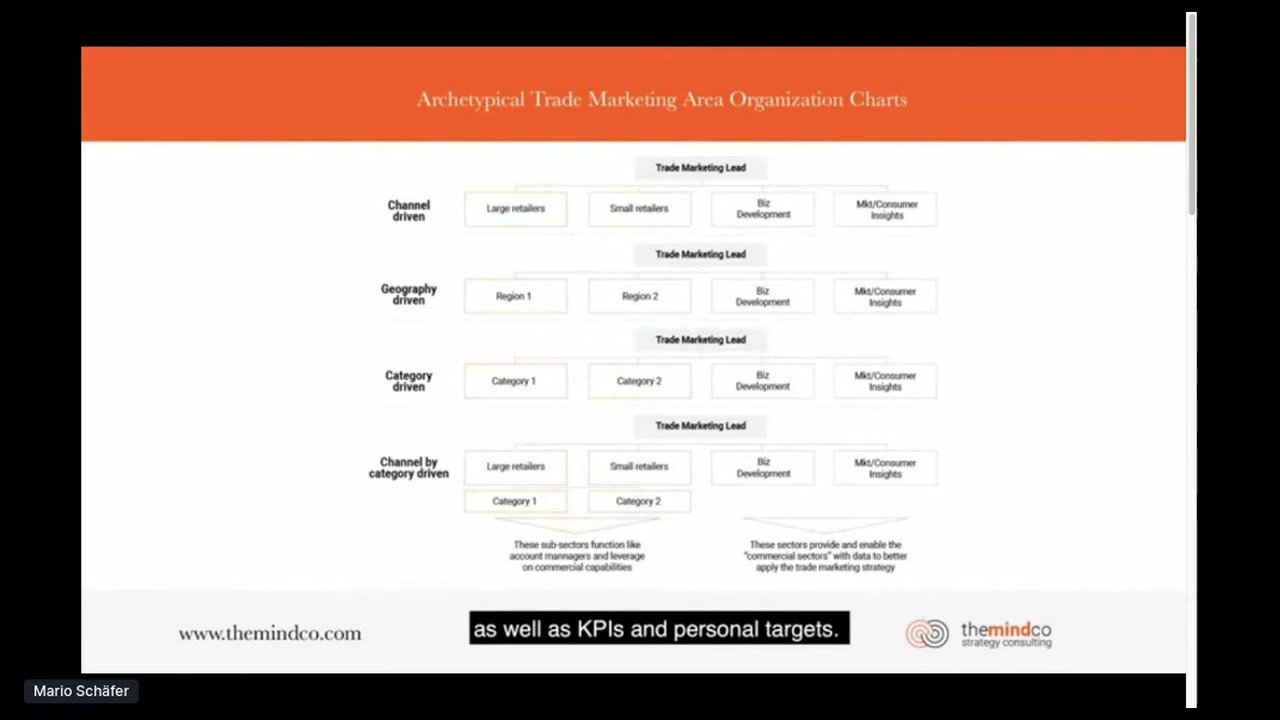 Archetypical Trade Marketing Area Organization Charts
Trade Marketing Lead
Channel
driven
Large retailers
Small retailers
Biz
Development
Mkt/Consumer
Insights
Trade Marketing Lead
Geography
driven
Region 1
Region 2
Biz
Development
Mkt/Consumer
Insights
Trade Marketing Lead
Category
driven
Category 1
Category 2
Biz
Development
Mkt/Consumer
Insights
Trade Marketing Lead
Channel by
category driven
Large retailers
Small retailers
Biz
Development
Mkt/Consumer
Insights
Category 1
Category 2
These sub-sectors function like
account mannagers and leverage
on commercial capabilities
These sectors provide and enable the
"commercial sectors" with data to better
apply the trade marketing strategy
www.themindco.com
as well as KPIs and personal targets.
themindco
strategy consulting
Mario Schäfer